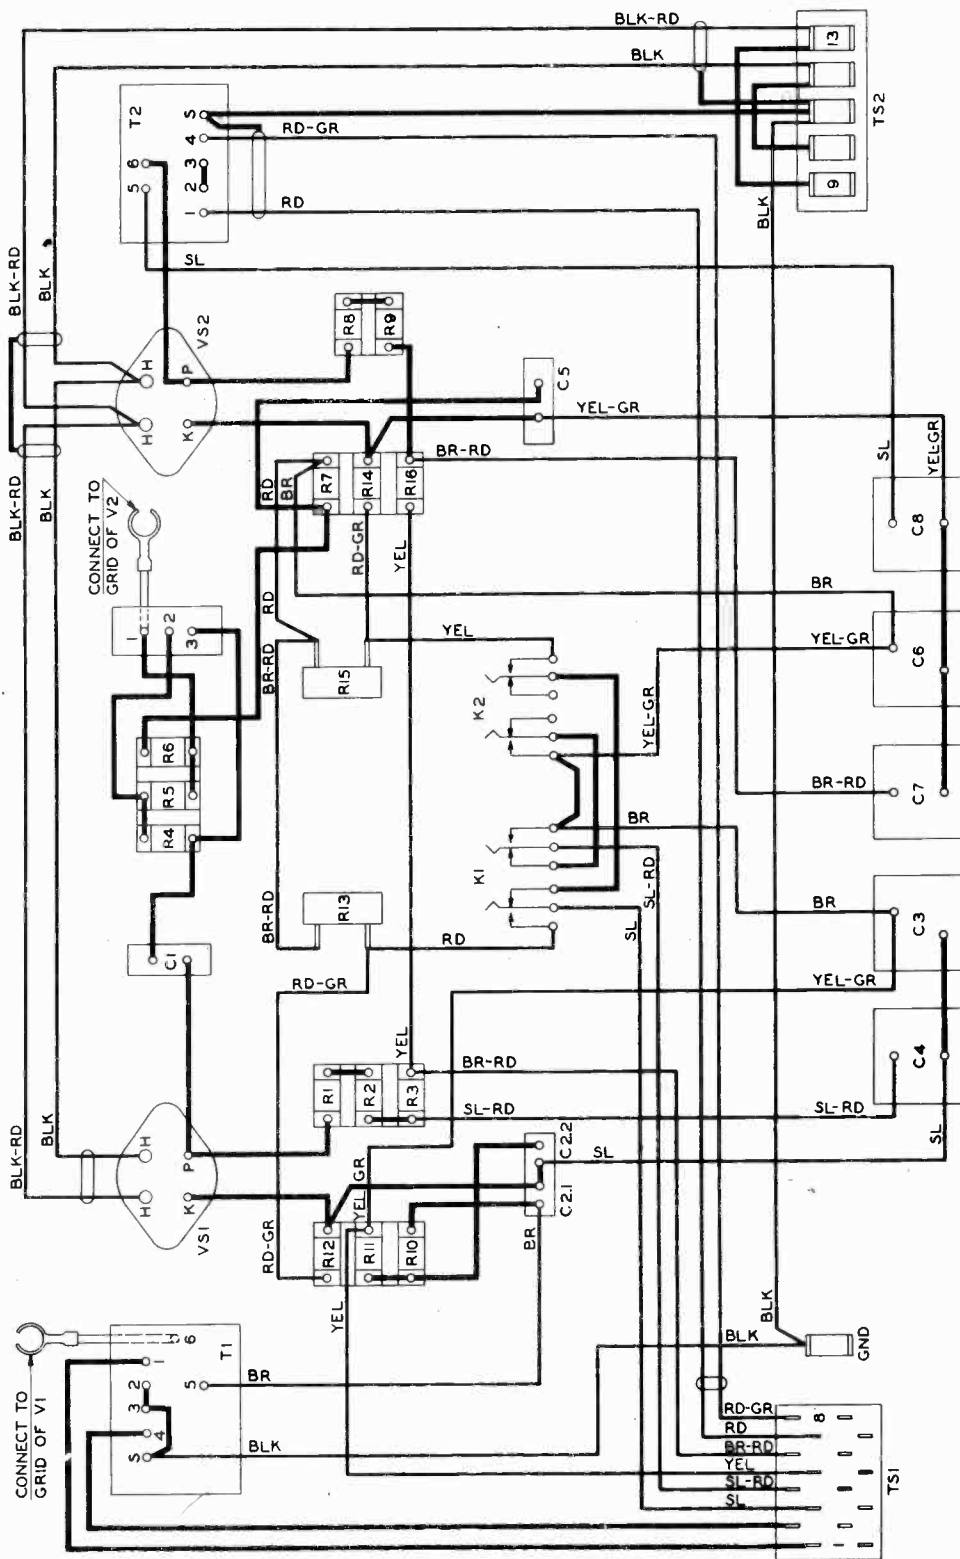 BLK-RD
BLK
13
TS2
9
T2
S
4
3
2
1
6
5
RD-GR
RD
BLK
SL
BLK-RD
BLK
VS2
H
H
P
K
R8
R9
C5
YEL-GR
SL
YEL-GR
BLK-RD
BLK
CONNECT TO
GRID OF V2
RD
BR
R7
R14
R16
BR-RD
RD-GR
YEL
C8
1
2
3
RD
BR-RD
R15
YEL
BR
YEL-GR
C6
R6
R5
R4
K2
YEL-GR
BR-RD
C7
BR
K1
SL-RD
SL
C1
BR-RD
R13
RD
RD-GR
BR
C3
YEL-GR
YEL
BR-RD
C4
R1
R2
R3
SL-RD
SL-RD
BLK-RD
BLK
H
H
P
K
VS1
C2.2
C2.1
SL
SL
YEL GR
RD-GR
R12
R11
R10
BR
YEL
CONNECT TO
GRID OF V1
6
1
2
3
4
S
5
T1
BR
BLK
BLK
BLK
GND
RD-GR
RD
BR-RD
YEL
SL-RD
SL
8
1
TS1